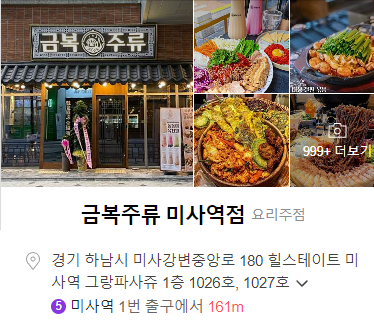 금복 주류
999+ 더보기
금복주류 미사역점 요리주점
경기 하남시 미사강변중앙로 180 힐스테이트 미
사역 그랑파사쥬 1층 1026호, 1027호
5 미사역 1번 출구에서 161m